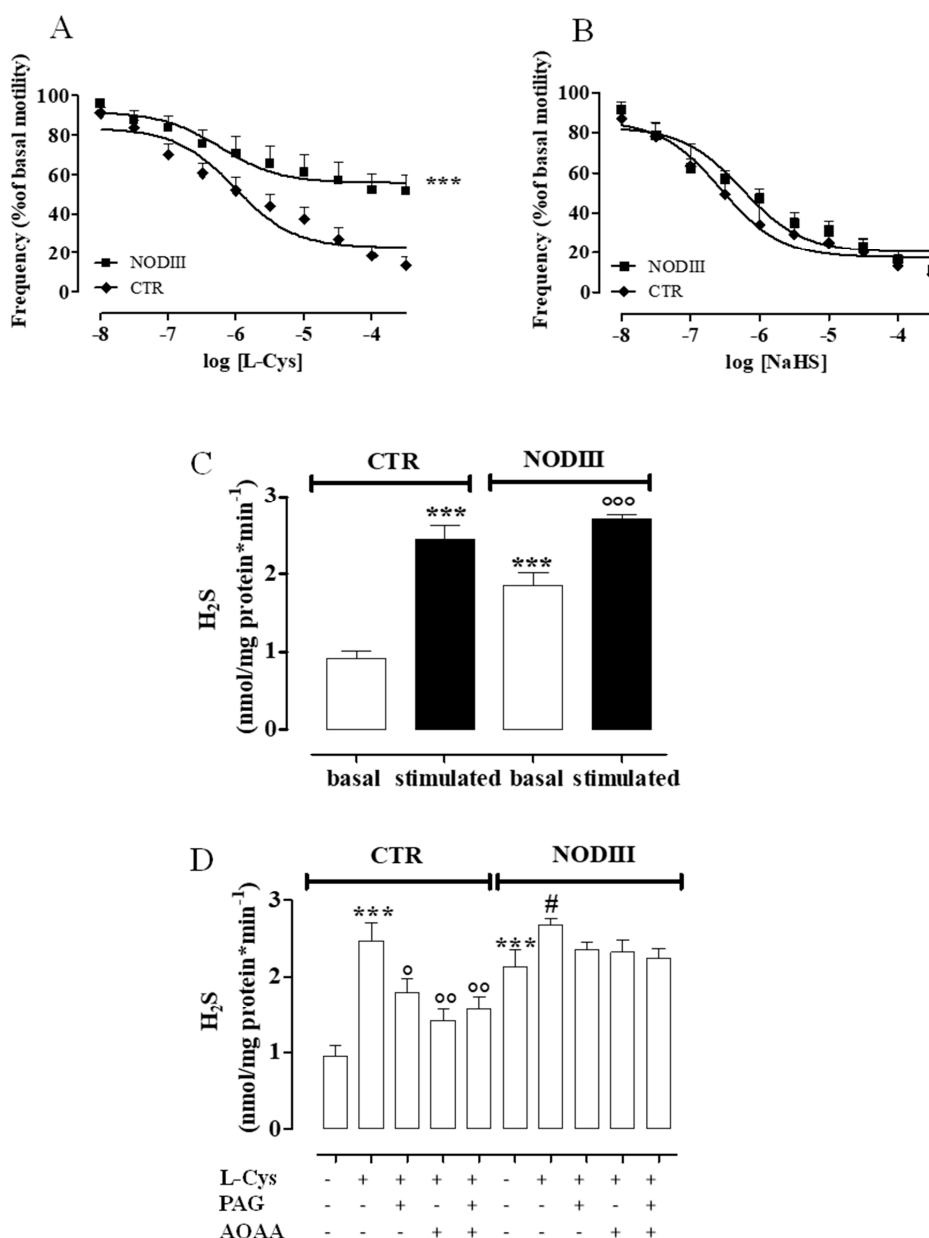 A
Frequency (%of basal motility)
100
80
60
40
20
0
***
NODIII
CTR
-8
-7
-6
-5
-4
log [L-Cys]
B
Frequency (%of basal motility)
100
80
60
40
20
0
NODIII
CTR
-8
-7
-6
-5
-4
log [NaHS]
C
CTR
NODIII
H₂S
(nmol/mg protein*min⁻¹)
3
2
1
0
***
***
°°°
basal
stimulated
basal
stimulated
D
CTR
NODIII
H₂S
(nmol/mg protein*min⁻¹)
3
2
1
0
***
°
°°
°°
***
#
L-Cys - + + + + - + + + +
PAG - - + - + - - + - +
AOAA - - - + + - - - + +